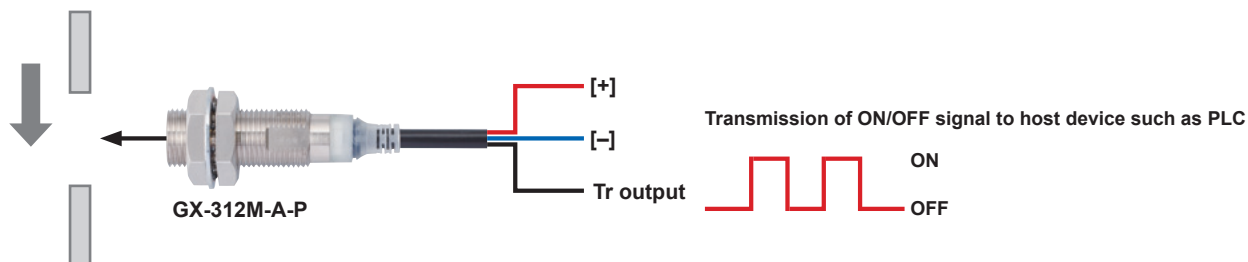 [+]
[–]
Tr output
GX-312M-A-P
Transmission of ON/OFF signal to host device such as PLC
ON
OFF